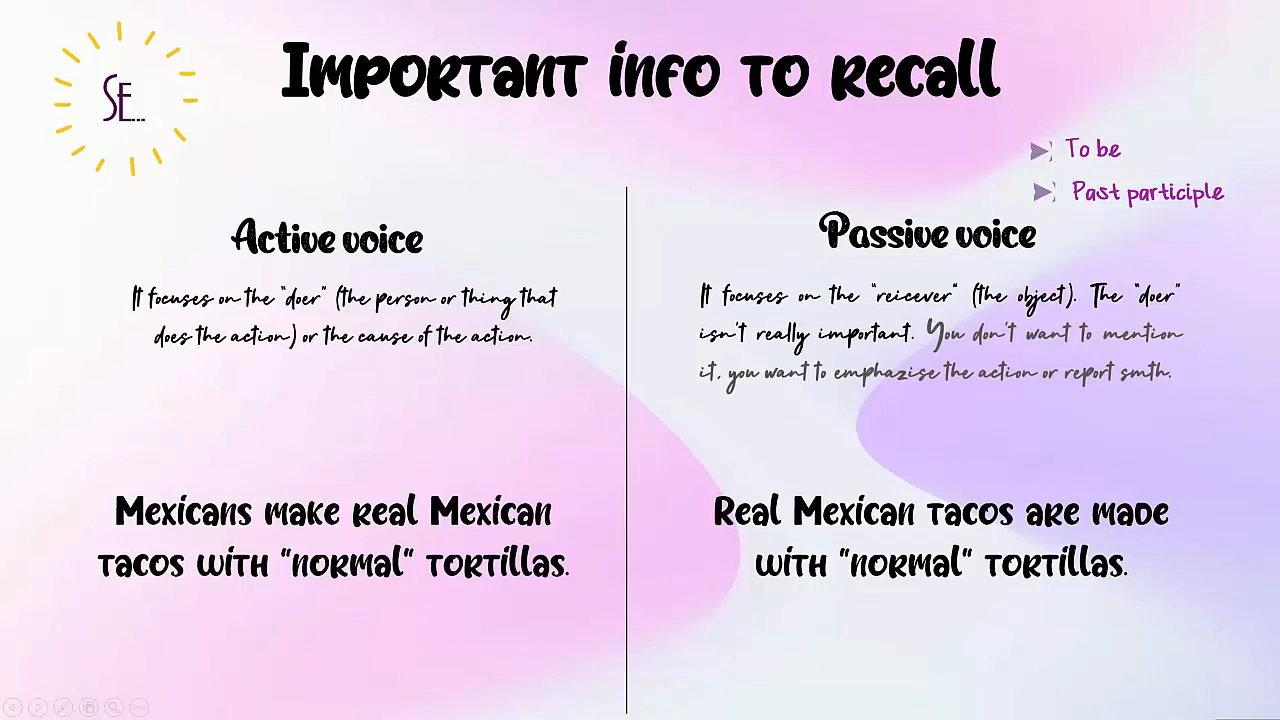 Important info to recall
SE...
To be
Past participle
Active voice
It focuses on the "doer" (the person or thing that
does the action) or the cause of the action.
Passive voice
It focuses on the "reicever" (the object). The "doer"
isn't really important. You don't want to mention
it, you want to emphazise the action or report smth.
Mexicans make real Mexican
tacos with "normal" tortillas.
Real Mexican tacos are made
with "normal" tortillas.